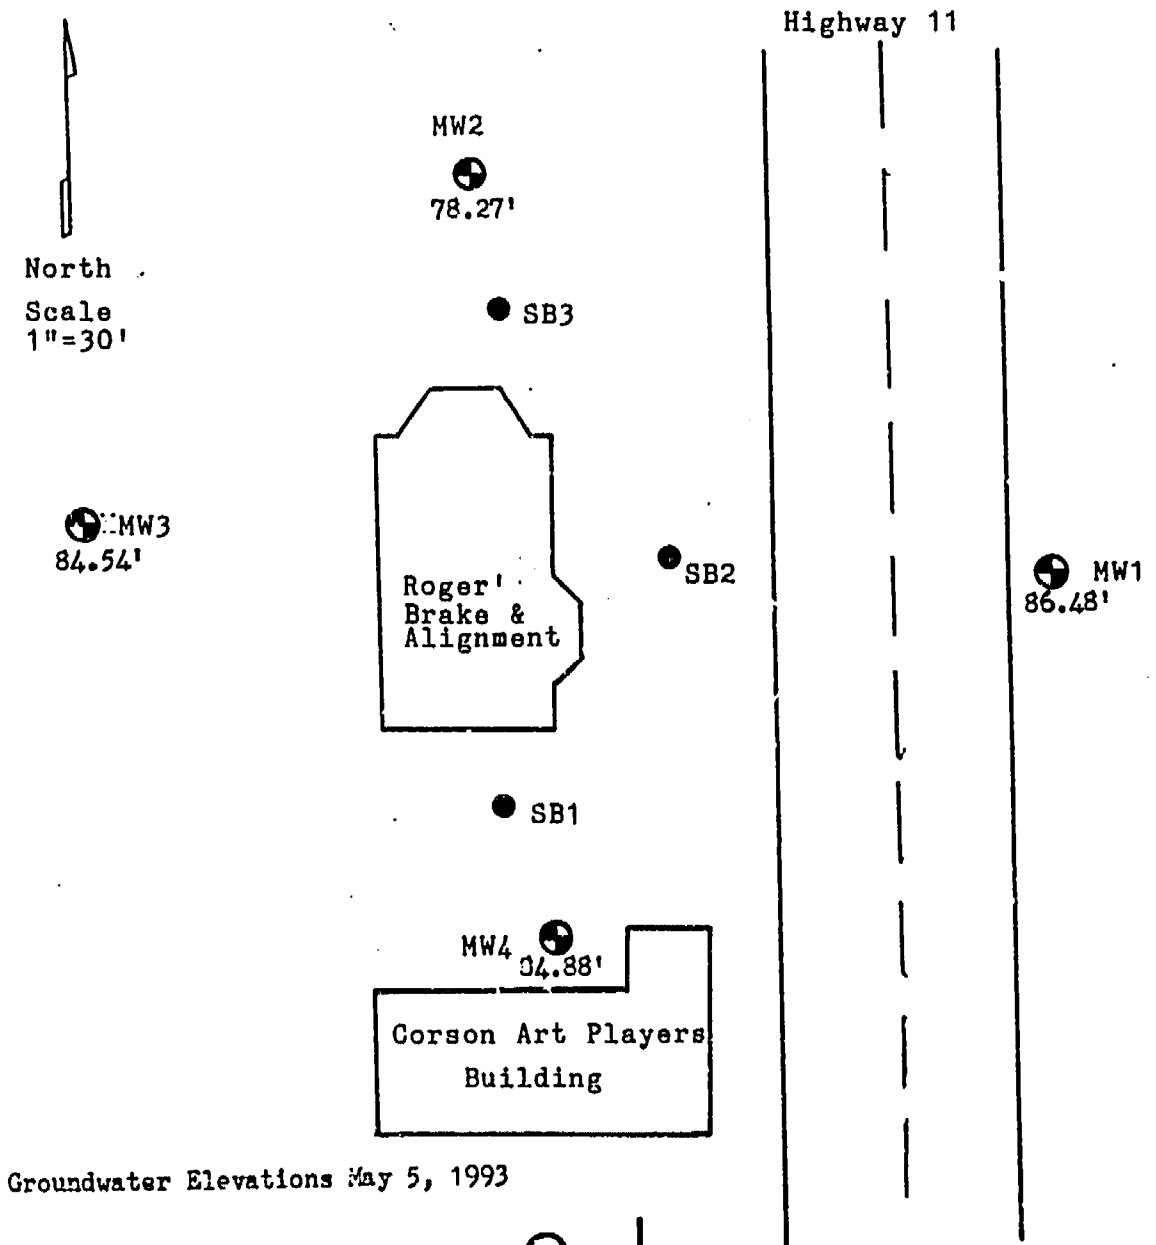 Highway 11
MW2
78.27'
North
Scale
1"=30'
SB3
MW3
84.54'
SB2
MW1
86.48'
Roger'
Brake &
Alignment
SB1
MW4
Corson Art Players
Building
Groundwater Elevations May 5, 1993